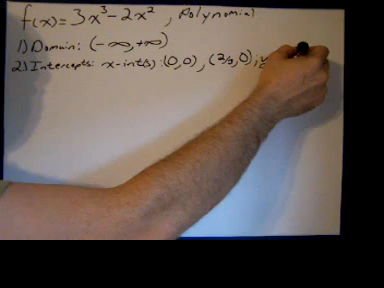 f(x)= 3x³-2x², Polynomial
1) Domain: (-∞,+∞)
2) Intercepts: x-int(s):(0,0), (2/3,0); y